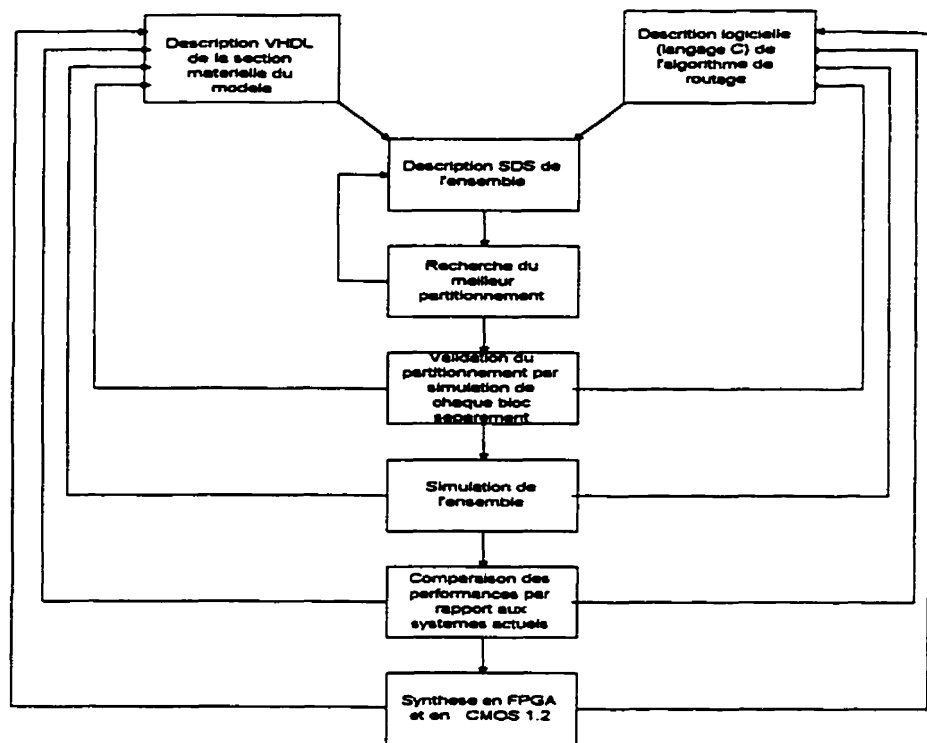 Description VHDL
de la section
materielle du
modele
Descrition logicielle
(langage C) de
l'algorithme de
routage
Description SDS de
l'ensemble
Recherche du
meilleur
partitionnement
Validation du
partitionnement par
simulation de
chaque bloc
separement
Simulation de
l'ensemble
Comparaison des
performances par
rapport aux
systemes actuels
Synthese en FPGA
et en CMOS 1.2